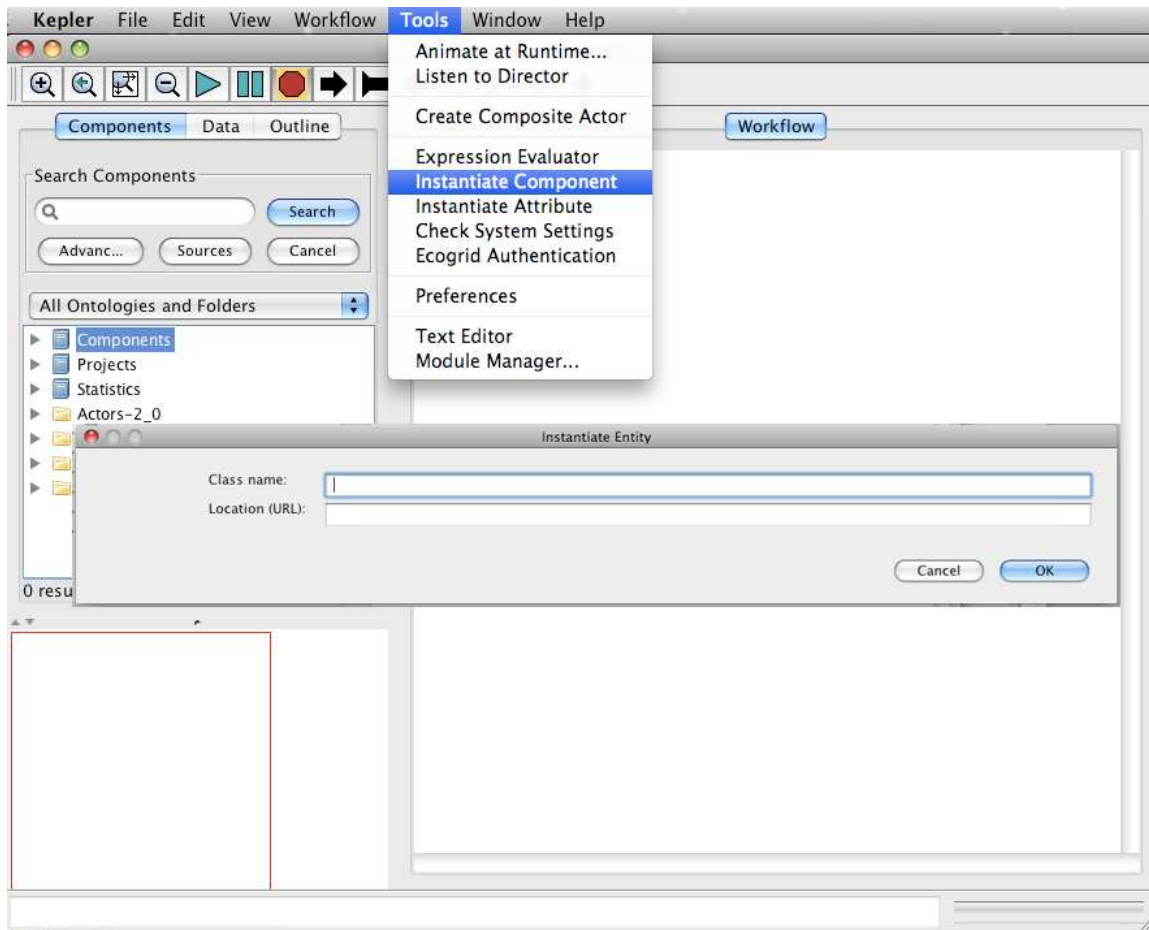 Kepler File Edit View Workflow Tools Window Help
Animate at Runtime...
Listen to Director
Create Composite Actor
Expression Evaluator
Instantiate Component
Instantiate Attribute
Check System Settings
Ecogrid Authentication
Preferences
Text Editor
Module Manager...
Components Data Outline
Workflow
Search Components
Search
Advanc... Sources Cancel
All Ontologies and Folders
Components
Projects
Statistics
Actors-2_0
0 resu
Instantiate Entity
Class name:
Location (URL):
Cancel OK